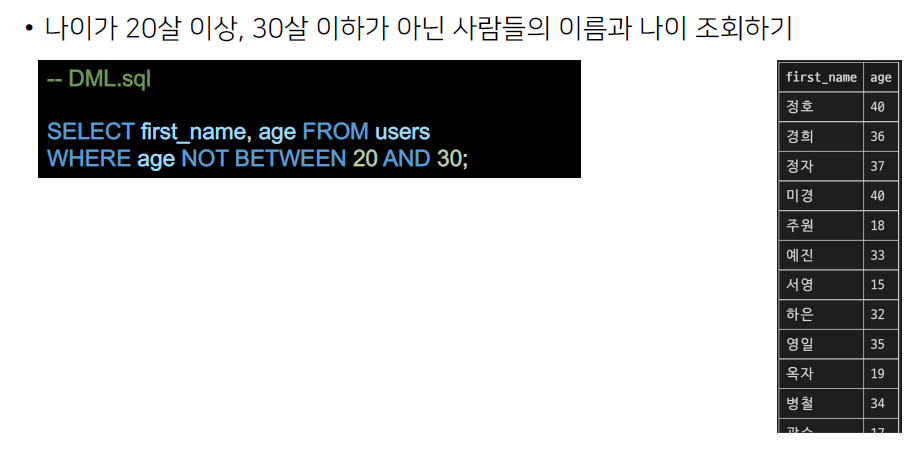 • 나이가 20살 이상, 30살 이하가 아닌 사람들의 이름과 나이 조회하기
-- DML.sql
SELECT first_name, age FROM users
WHERE age NOT BETWEEN 20 AND 30;
first_name age
정호 40
경희 36
정자 37
미경 40
주원 18
예진 33
서영 15
하은 32
영일 35
옥자 19
병철 34
17